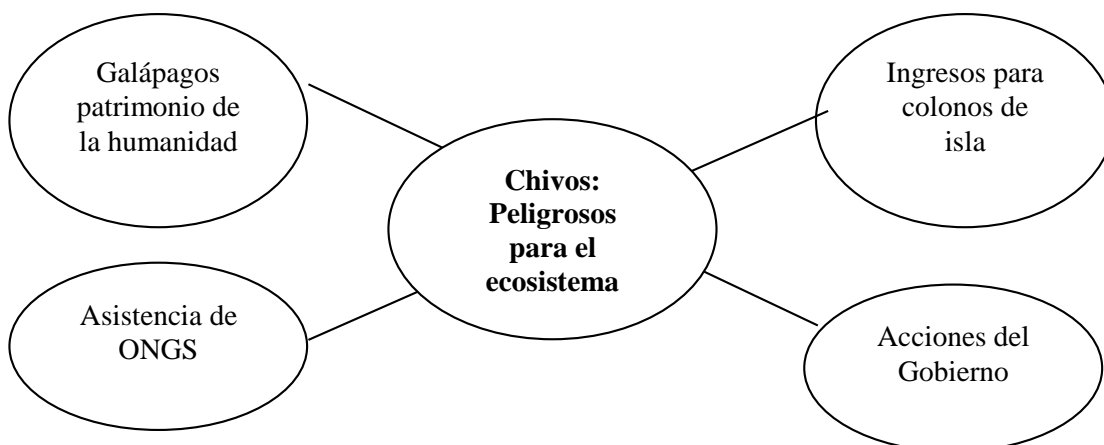 Galápagos
patrimonio de
la humanidad
Ingresos para
colonos de
isla
Chivos:
Peligrosos
para el
ecosistema
Asistencia de
ONGS
Acciones del
Gobierno